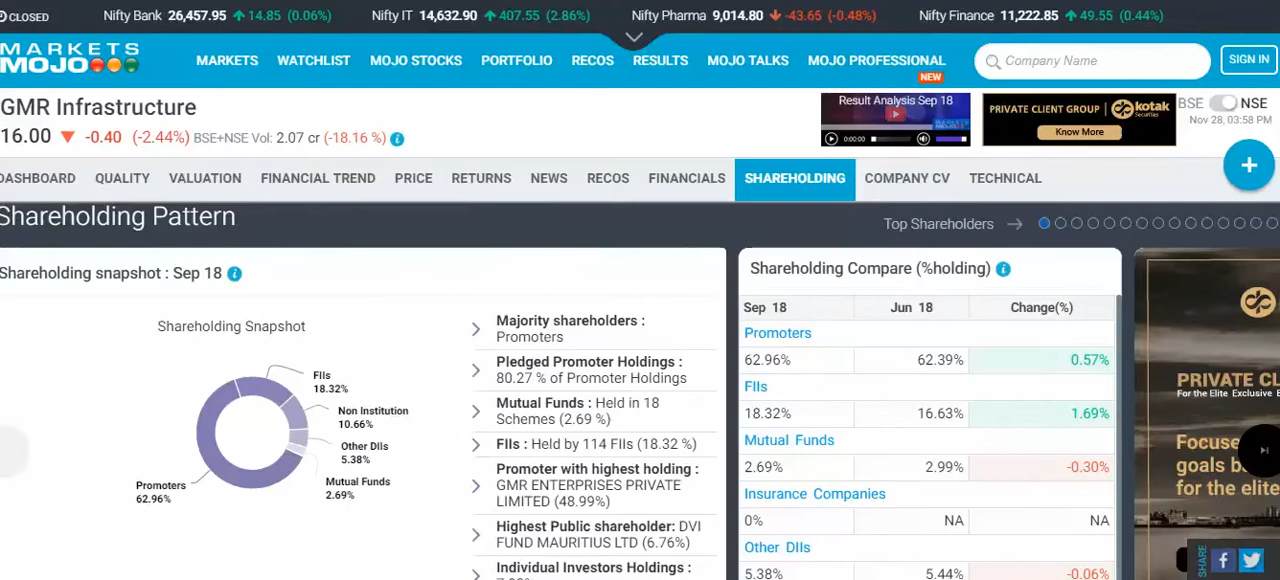 CLOSED
Nifty Bank 26,457.95 14.85 (0.06%)
Nifty IT 14,632.90 407.55 (2.86%)
Nifty Pharma 9,014.80 -43.65 (-0.48%)
Nifty Finance 11,222.85 49.55 (0.44%)
MARKETS
MOJO
MARKETS WATCHLIST MOJO STOCKS PORTFOLIO RECOS RESULTS MOJO TALKS MOJO PROFESSIONAL
NEW
Company Name
SIGN IN
GMR Infrastructure
16.00 -0.40 (-2.44%) BSE+NSE Vol: 2.07 cr (-18.16 %)
Result Analysis Sep 18
0:00:00
PRIVATE CLIENT GROUP kotak
Securities
Know More
BSE NSE
Nov 28, 03:58 PM
+
DASHBOARD QUALITY VALUATION FINANCIAL TREND PRICE RETURNS NEWS RECOS FINANCIALS SHAREHOLDING COMPANY CV TECHNICAL
Shareholding Pattern
Top Shareholders
Shareholding snapshot : Sep 18
Shareholding Snapshot
FIIs
18.32%
Non Institution
10.66%
Other DIIs
5.38%
Mutual Funds
2.69%
Promoters
62.96%
Majority shareholders :
Promoters
Pledged Promoter Holdings :
80.27 % of Promoter Holdings
Mutual Funds : Held in 18
Schemes (2.69 %)
FIIs : Held by 114 FIIs (18.32 %)
Promoter with highest holding :
GMR ENTERPRISES PRIVATE
LIMITED (48.99%)
Highest Public shareholder: DVI
FUND MAURITIUS LTD (6.76%)
Individual Investors Holdings :
Shareholding Compare (%holding)
Sep 18 Jun 18 Change(%)
Promoters
62.96% 62.39% 0.57%
FIIs
18.32% 16.63% 1.69%
Mutual Funds
2.69% 2.99% -0.30%
Insurance Companies
0% NA NA
Other DIIs
5.38% 5.44% -0.06%
PRIVATE CL
For the Elite Exclusive
Focuse
goals b
for the elite
SHARE